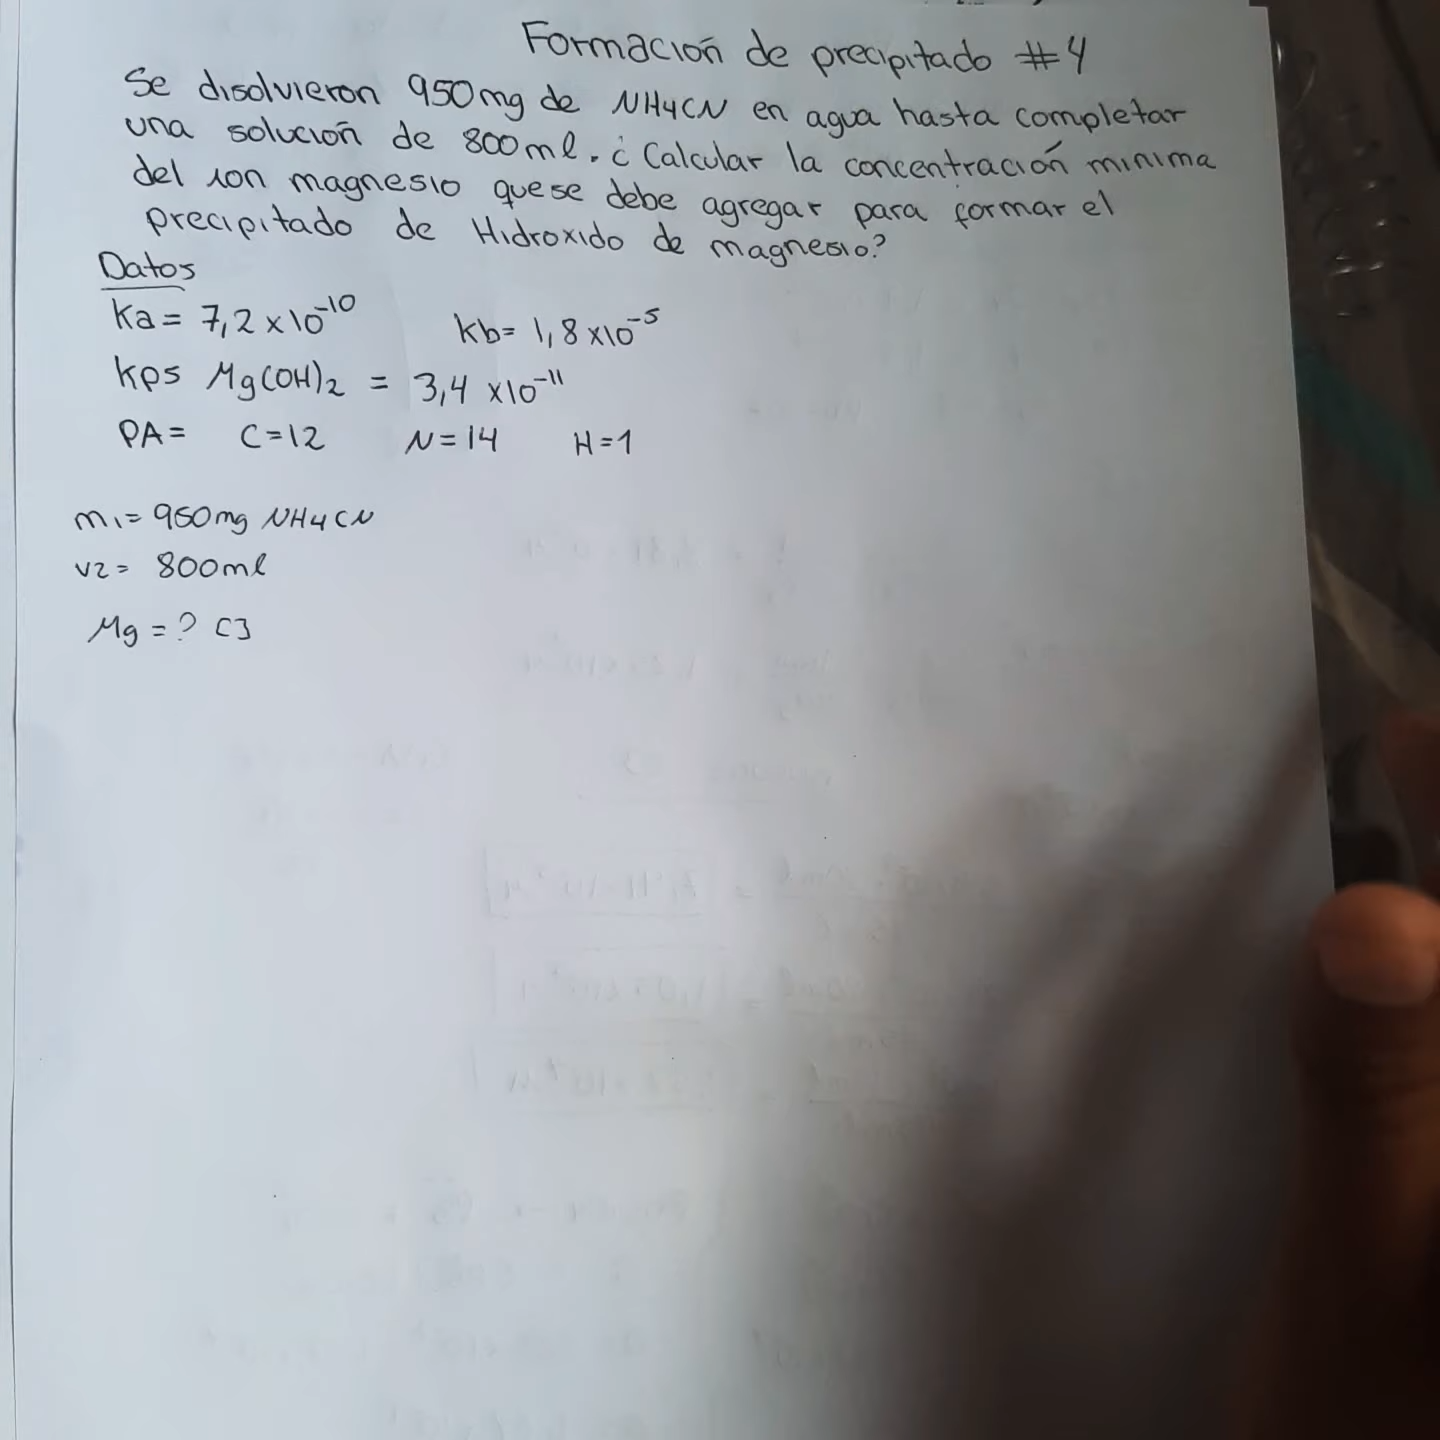 Formación de precipitado #4
Se disolvieron 950mg de NH4CN en agua hasta completar
una solución de 800ml. ¿ Calcular la concentración minima
del ion magnesio que se debe agregar para formar el
precipitado de Hidroxido de magnesio?
Datos
Ka = 7,2 x 10⁻¹⁰ kb = 1,8 x10⁻⁵
Kps Mg(OH)₂ = 3,4 x10⁻¹¹
PA = C=12 N=14 H=1
m1= 950mg NH4CN
V2= 800ml
Mg = ? [ ]